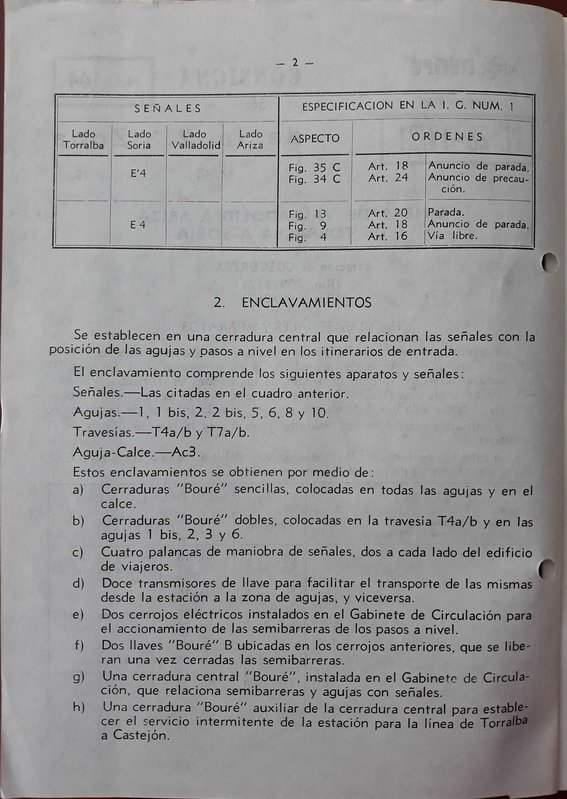 — 2 —
SEÑALES
ESPECIFICACION EN LA I. G. NUM. 1
Lado Torralba
Lado Soria
Lado Valladolid
Lado Ariza
ASPECTO
ORDENES
E'4
Fig. 35 C Art. 18 Anuncio de parada.
Fig. 34 C Art. 24 Anuncio de precau-
ción.
E 4
Fig. 13 Art. 20 Parada.
Fig. 9 Art. 18 Anuncio de parada.
Fig. 4 Art. 16 Vía libre.
2. ENCLAVAMIENTOS
Se establecen en una cerradura central que relacionan las señales con la
posición de las agujas y pasos a nivel en los itinerarios de entrada.
El enclavamiento comprende los siguientes aparatos y señales:
Señales.—Las citadas en el cuadro anterior.
Agujas.—1, 1 bis, 2, 2 bis, 5, 6, 8 y 10.
Travesías.—T4a/b y T7a/b.
Aguja-Calce.—Ac3.
Estos enclavamientos se obtienen por medio de:
a) Cerraduras "Bouré" sencillas, colocadas en todas las agujas y en el
calce.
b) Cerraduras "Bouré" dobles, colocadas en la travesía T4a/b y en las
agujas 1 bis, 2, 3 y 6.
c) Cuatro palancas de maniobra de señales, dos a cada lado del edificio
de viajeros.
d) Doce transmisores de llave para facilitar el transporte de las mismas
desde la estación a la zona de agujas, y viceversa.
e) Dos cerrojos eléctricos instalados en el Gabinete de Circulación para
el accionamiento de las semibarreras de los pasos a nivel.
f) Dos llaves "Bouré" B ubicadas en los cerrojos anteriores, que se libe-
ran una vez cerradas las semibarreras.
g) Una cerradura central "Bouré", instalada en el Gabinete de Circula-
ción, que relaciona semibarreras y agujas con señales.
h) Una cerradura "Bouré" auxiliar de la cerradura central para estable-
cer el servicio intermitente de la estación para la línea de Torralba
a Castejón.